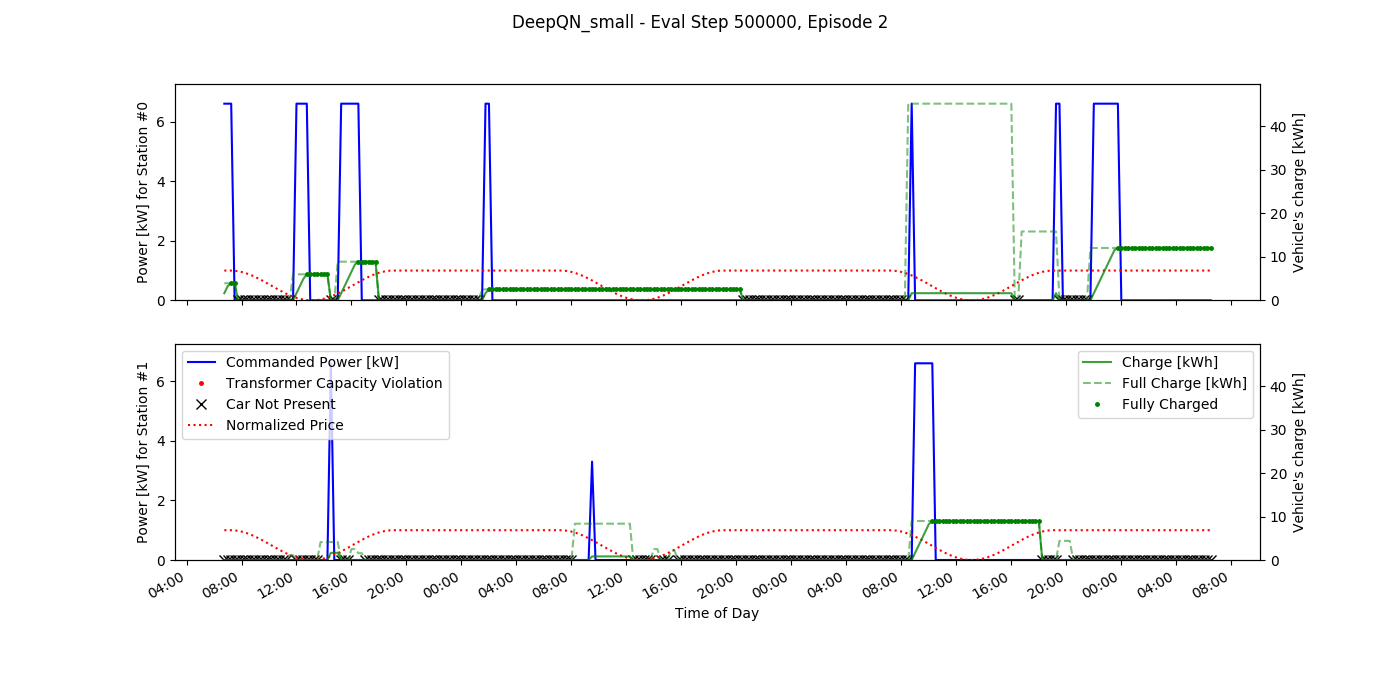 DeepQN_small - Eval Step 500000, Episode 2
Power [kW] for Station #0
6
4
2
0
40
30
20
10
0
Vehicle's charge [kWh]
Power [kW] for Station #1
6
4
2
0
Commanded Power [kW]
Transformer Capacity Violation
Car Not Present
Normalized Price
Charge [kWh]
Full Charge [kWh]
Fully Charged
40
30
20
10
0
Vehicle's charge [kWh]
04:00 08:00 12:00 16:00 20:00 00:00 04:00 08:00 12:00 16:00 20:00 00:00 04:00 08:00 12:00 16:00 20:00 00:00 04:00 08:00
Time of Day